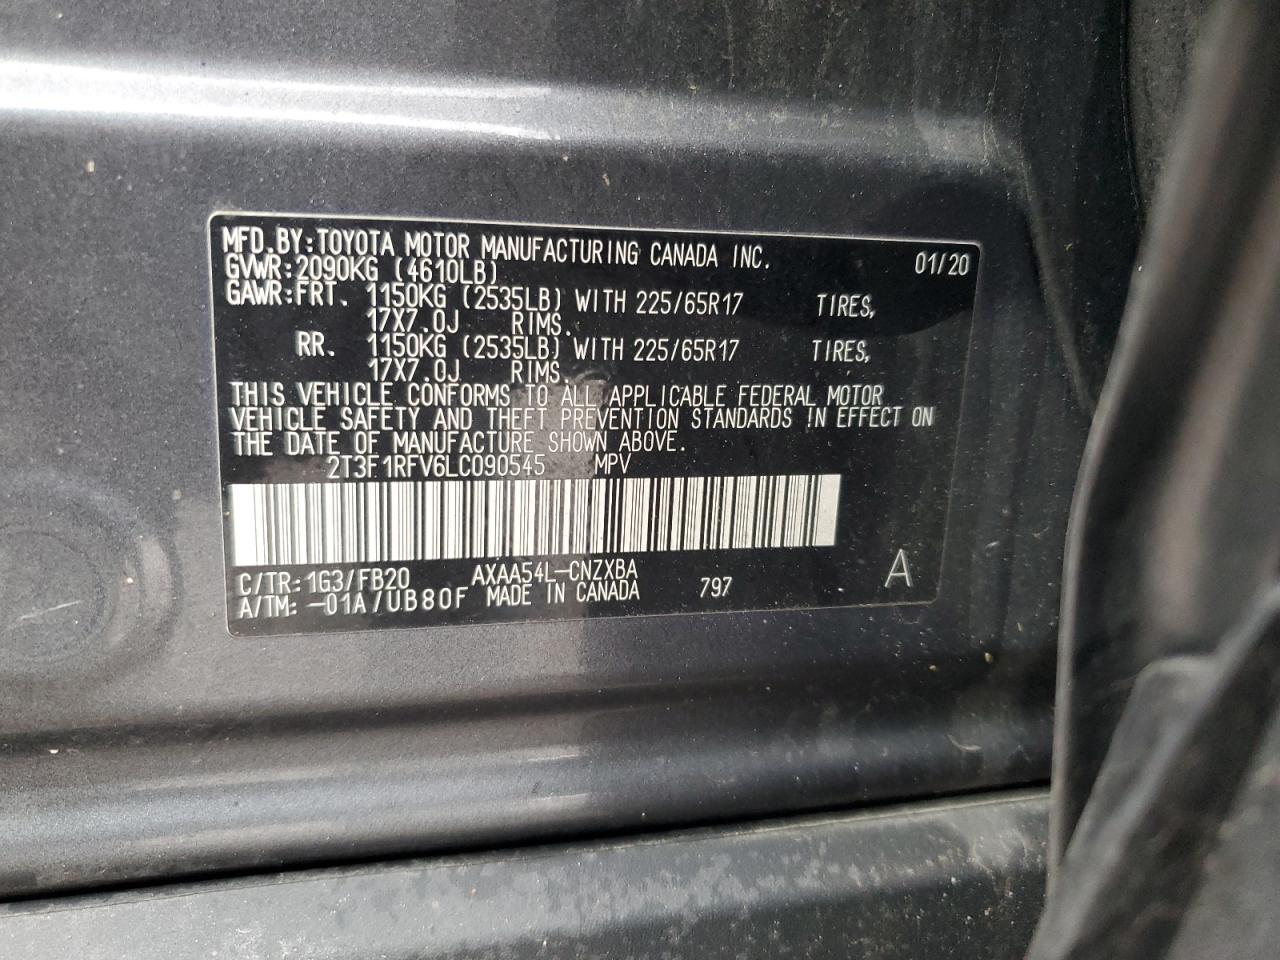 MFD.BY:TOYOTA MOTOR MANUFACTURING CANADA INC. 01/20
GVWR:2090KG (4610LB)
GAWR:FRT. 1150KG (2535LB) WITH 225/65R17 TIRES,
17X7.0J RIMS.
RR. 1150KG (2535LB) WITH 225/65R17 TIRES,
17X7.0J RIMS.
THIS VEHICLE CONFORMS TO ALL APPLICABLE FEDERAL MOTOR
VEHICLE SAFETY AND THEFT PREVENTION STANDARDS IN EFFECT ON
THE DATE OF MANUFACTURE SHOWN ABOVE.
2T3F1RFV6LC090545 MPV
C/TR:1G3/FB20 AXAA54L-CNZXBA
A/TM:-01A/UB80F MADE IN CANADA 797 A